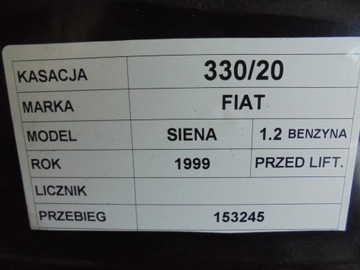 KASACJA 330/20
MARKA FIAT
MODEL SIENA 1.2 BENZYNA
ROK 1999 PRZED LIFT.
LICZNIK
PRZEBIEG 153245